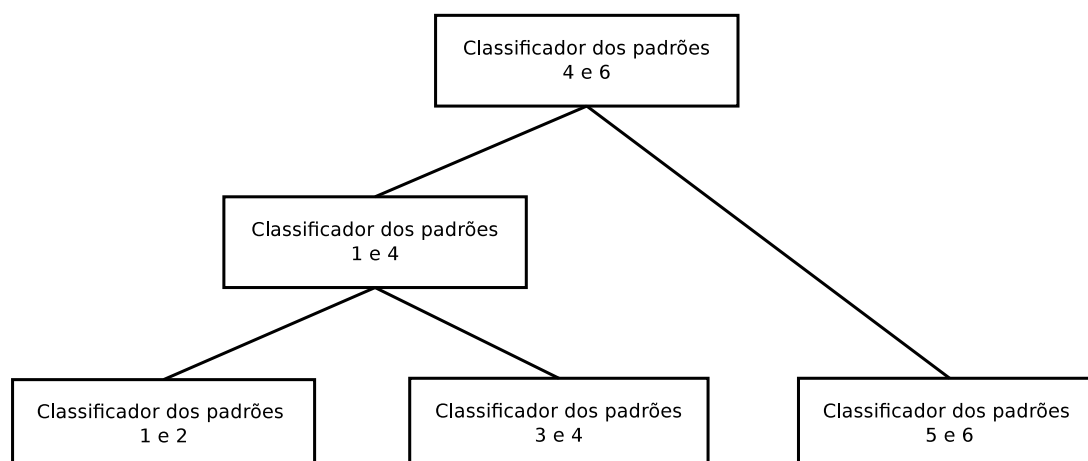 Classificador dos padrões
4 e 6
Classificador dos padrões
1 e 4
Classificador dos padrões
1 e 2
Classificador dos padrões
3 e 4
Classificador dos padrões
5 e 6